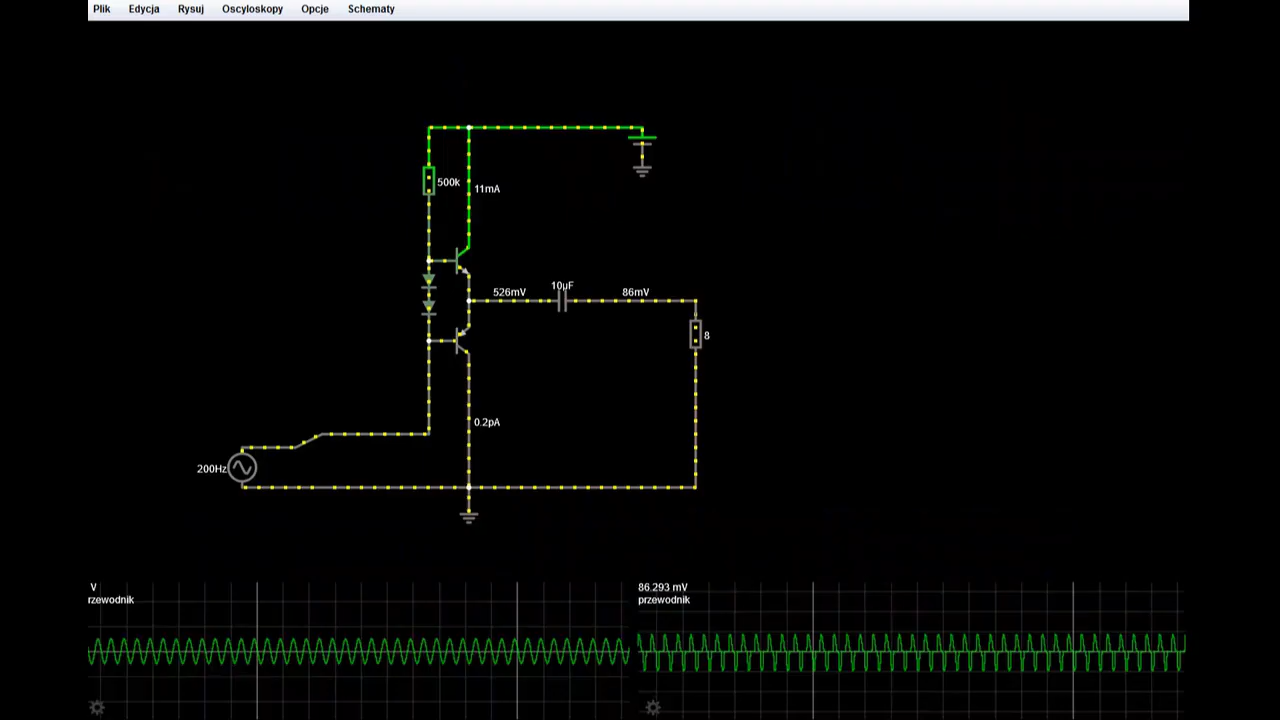 Plik Edycja Rysuj Oscyloskopy Opcje Schematy
500k
11mA
526mV
10µF
86mV
8
0.2pA
200Hz
V
rzewodnik
86.293 mV
przewodnik